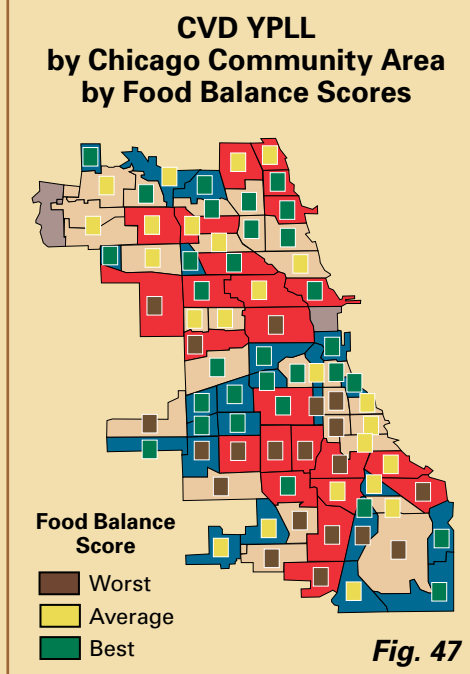 CVD YPLL
by Chicago Community Area
by Food Balance Scores
Food Balance
Score
Worst
Average
Best
Fig. 47